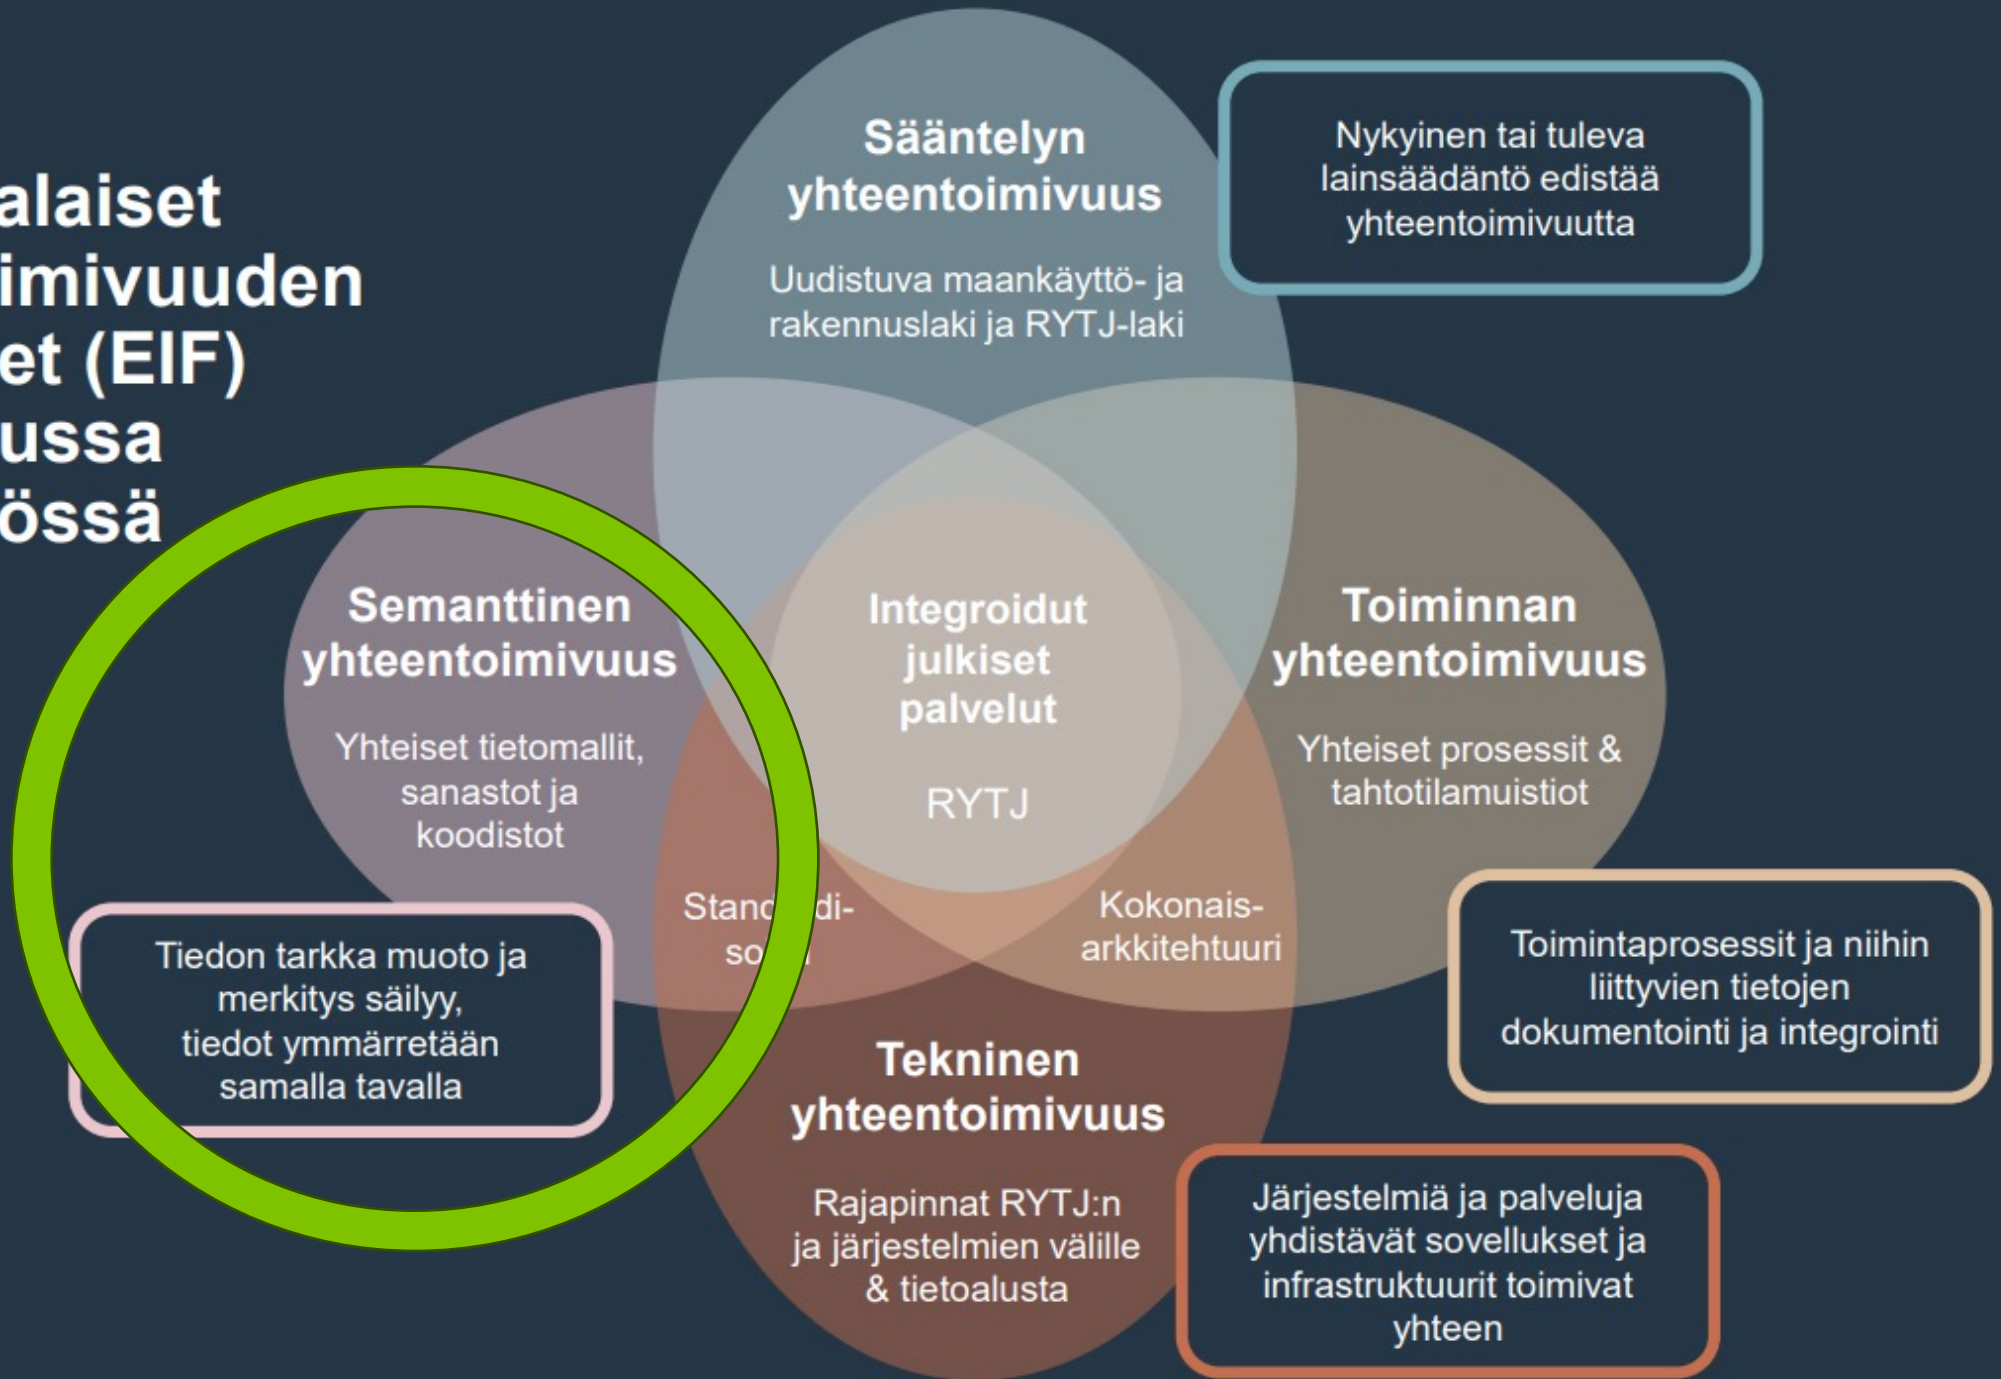 alaiset
imivuuden
et (EIF)
ussa
össä
Sääntelyn
yhteentoimivuus
Uudistuva maankäyttö- ja
rakennuslaki ja RYTJ-laki
Nykyinen tai tuleva
lainsäädäntö edistää
yhteentoimivuutta
Semanttinen
yhteentoimivuus
Yhteiset tietomallit,
sanastot ja
koodistot
Tiedon tarkka muoto ja
merkitys säilyy,
tiedot ymmärretään
samalla tavalla
Integroidut
julkiset
palvelut
RYTJ
Toiminnan
yhteentoimivuus
Yhteiset prosessit &
tahtotilamuistiot
Toimintaprosessit ja niihin
liittyvien tietojen
dokumentointi ja integrointi
Kokonais-
arkkitehtuuri
Tekninen
yhteentoimivuus
Rajapinnat RYTJ:n
ja järjestelmien välille
& tietoalusta
Järjestelmiä ja palveluja
yhdistävät sovellukset ja
infrastruktuurit toimivat
yhteen